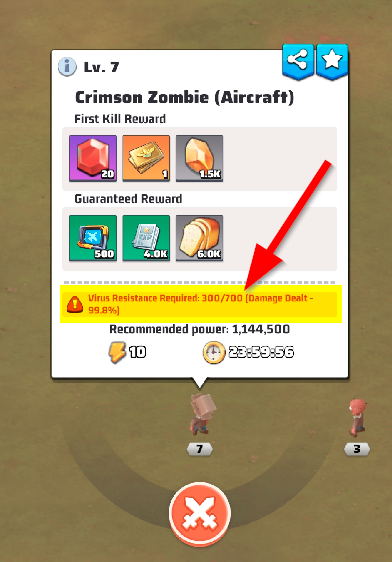 Lv. 7
Crimson Zombie (Aircraft)
First Kill Reward
20
1
1.5K
Guaranteed Reward
500
4.0K
6.0K
Virus Resistance Required: 300/700 (Damage Dealt -
99.8%)
Recommended power: 1,144,500
10
23:59:56
7
3